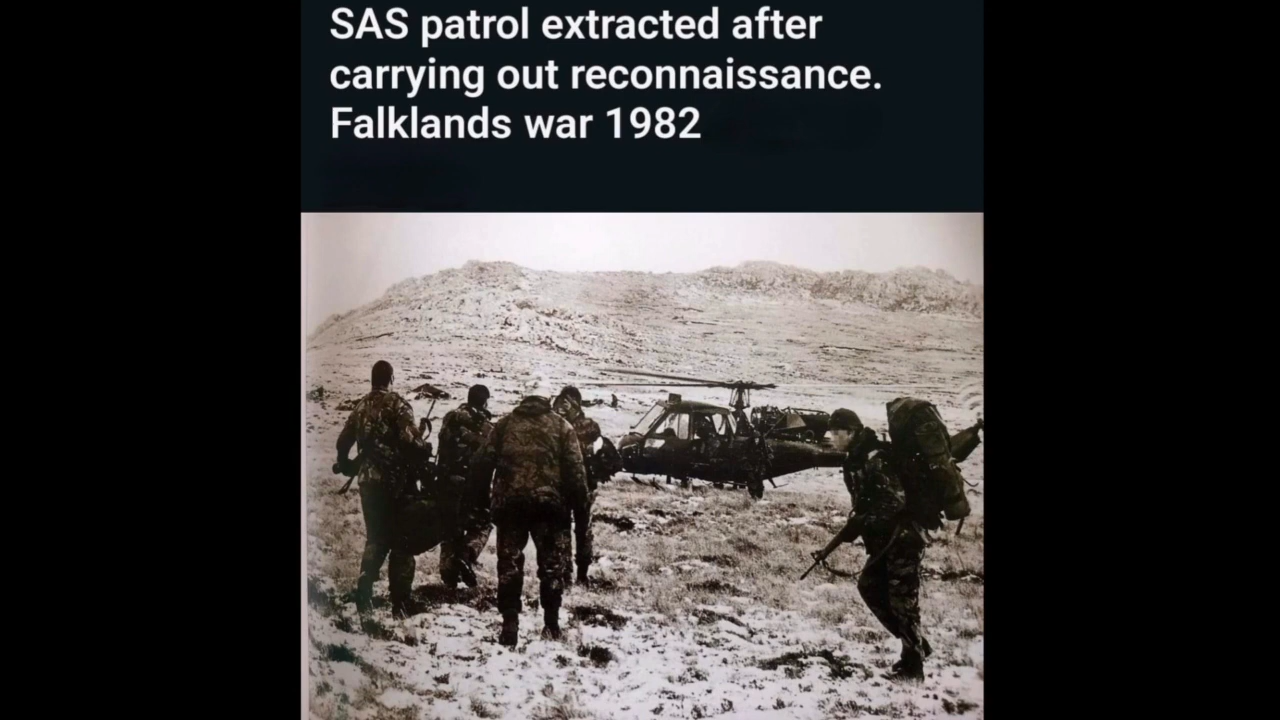 SAS patrol extracted after
carrying out reconnaissance.
Falklands war 1982